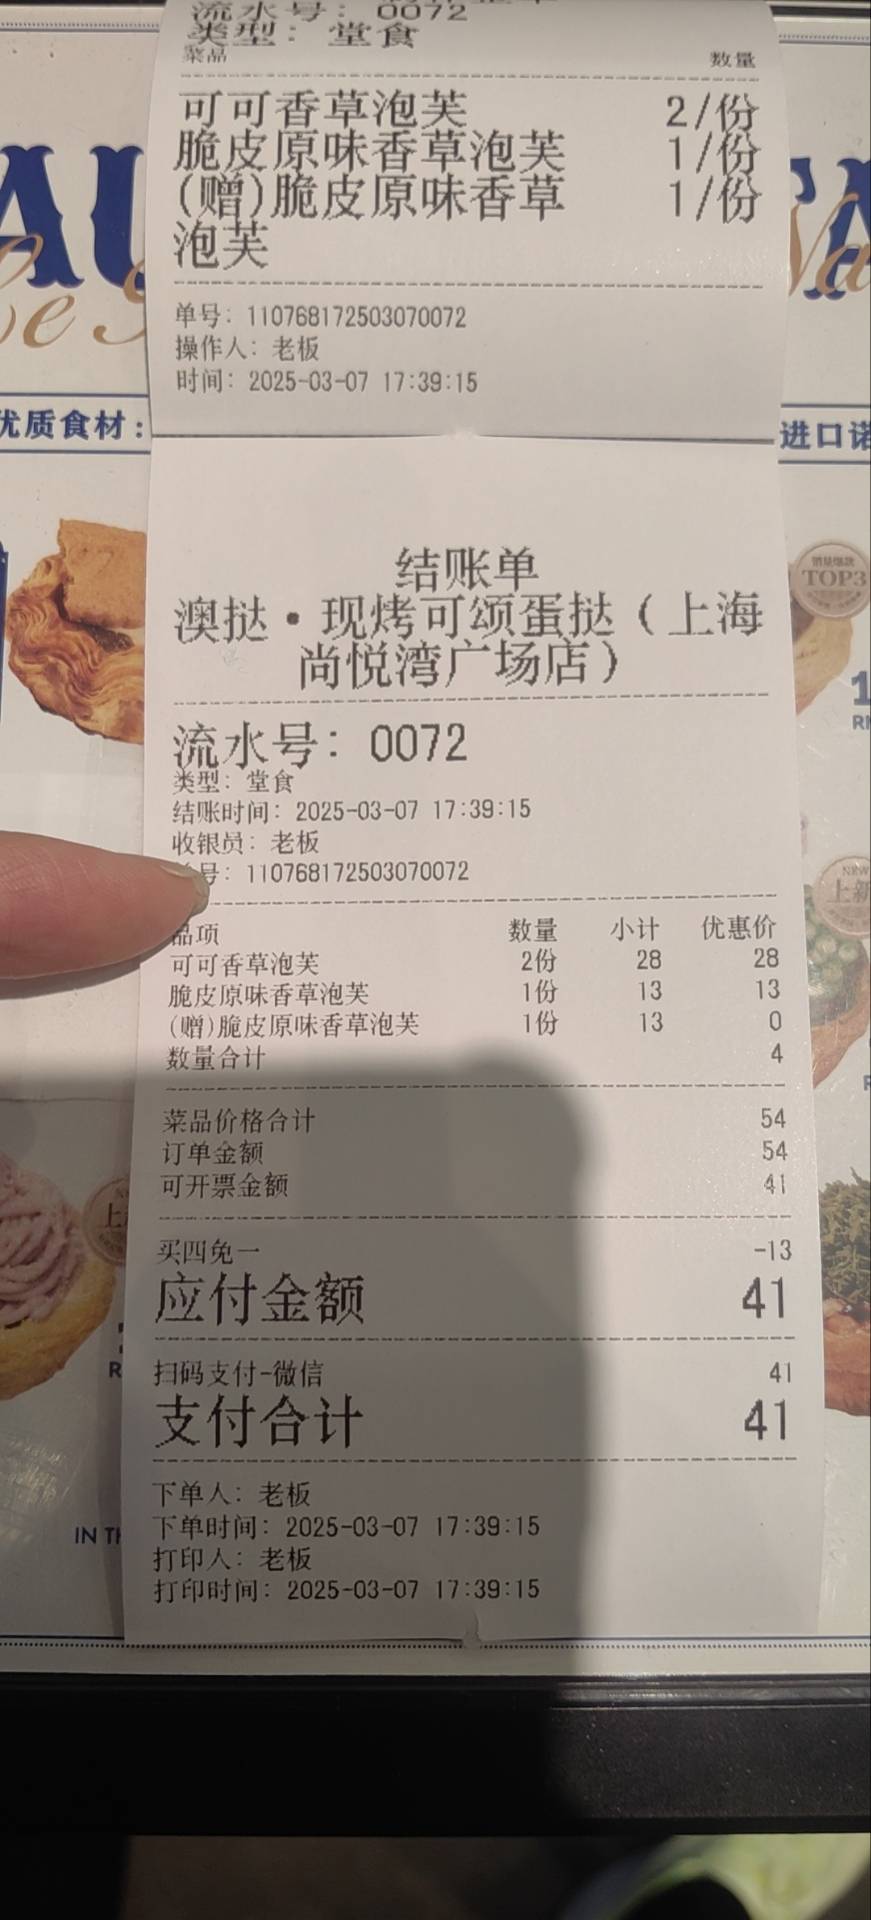 流水号: 0072
类型: 堂食
菜品 数量
可可香草泡芙 2/份
脆皮原味香草泡芙 1/份
(赠)脆皮原味香草 1/份
泡芙
单号: 110768172503070072
操作人: 老板
时间: 2025-03-07 17:39:15
优质食材:
进口诺
结账单
澳挞·现烤可颂蛋挞(上海
尚悦湾广场店)
TOP3
流水号: 0072
类型: 堂食
结账时间: 2025-03-07 17:39:15
收银员: 老板
号: 110768172503070072
NEW
上新
品项 数量 小计 优惠价
可可香草泡芙 2份 28 28
脆皮原味香草泡芙 1份 13 13
(赠)脆皮原味香草泡芙 1份 13 0
数量合计 4
菜品价格合计 54
订单金额 54
可开票金额 41
买四免一 -13
应付金额 41
扫码支付-微信 41
支付合计 41
下单人: 老板
下单时间: 2025-03-07 17:39:15
IN TH
打印人: 老板
打印时间: 2025-03-07 17:39:15